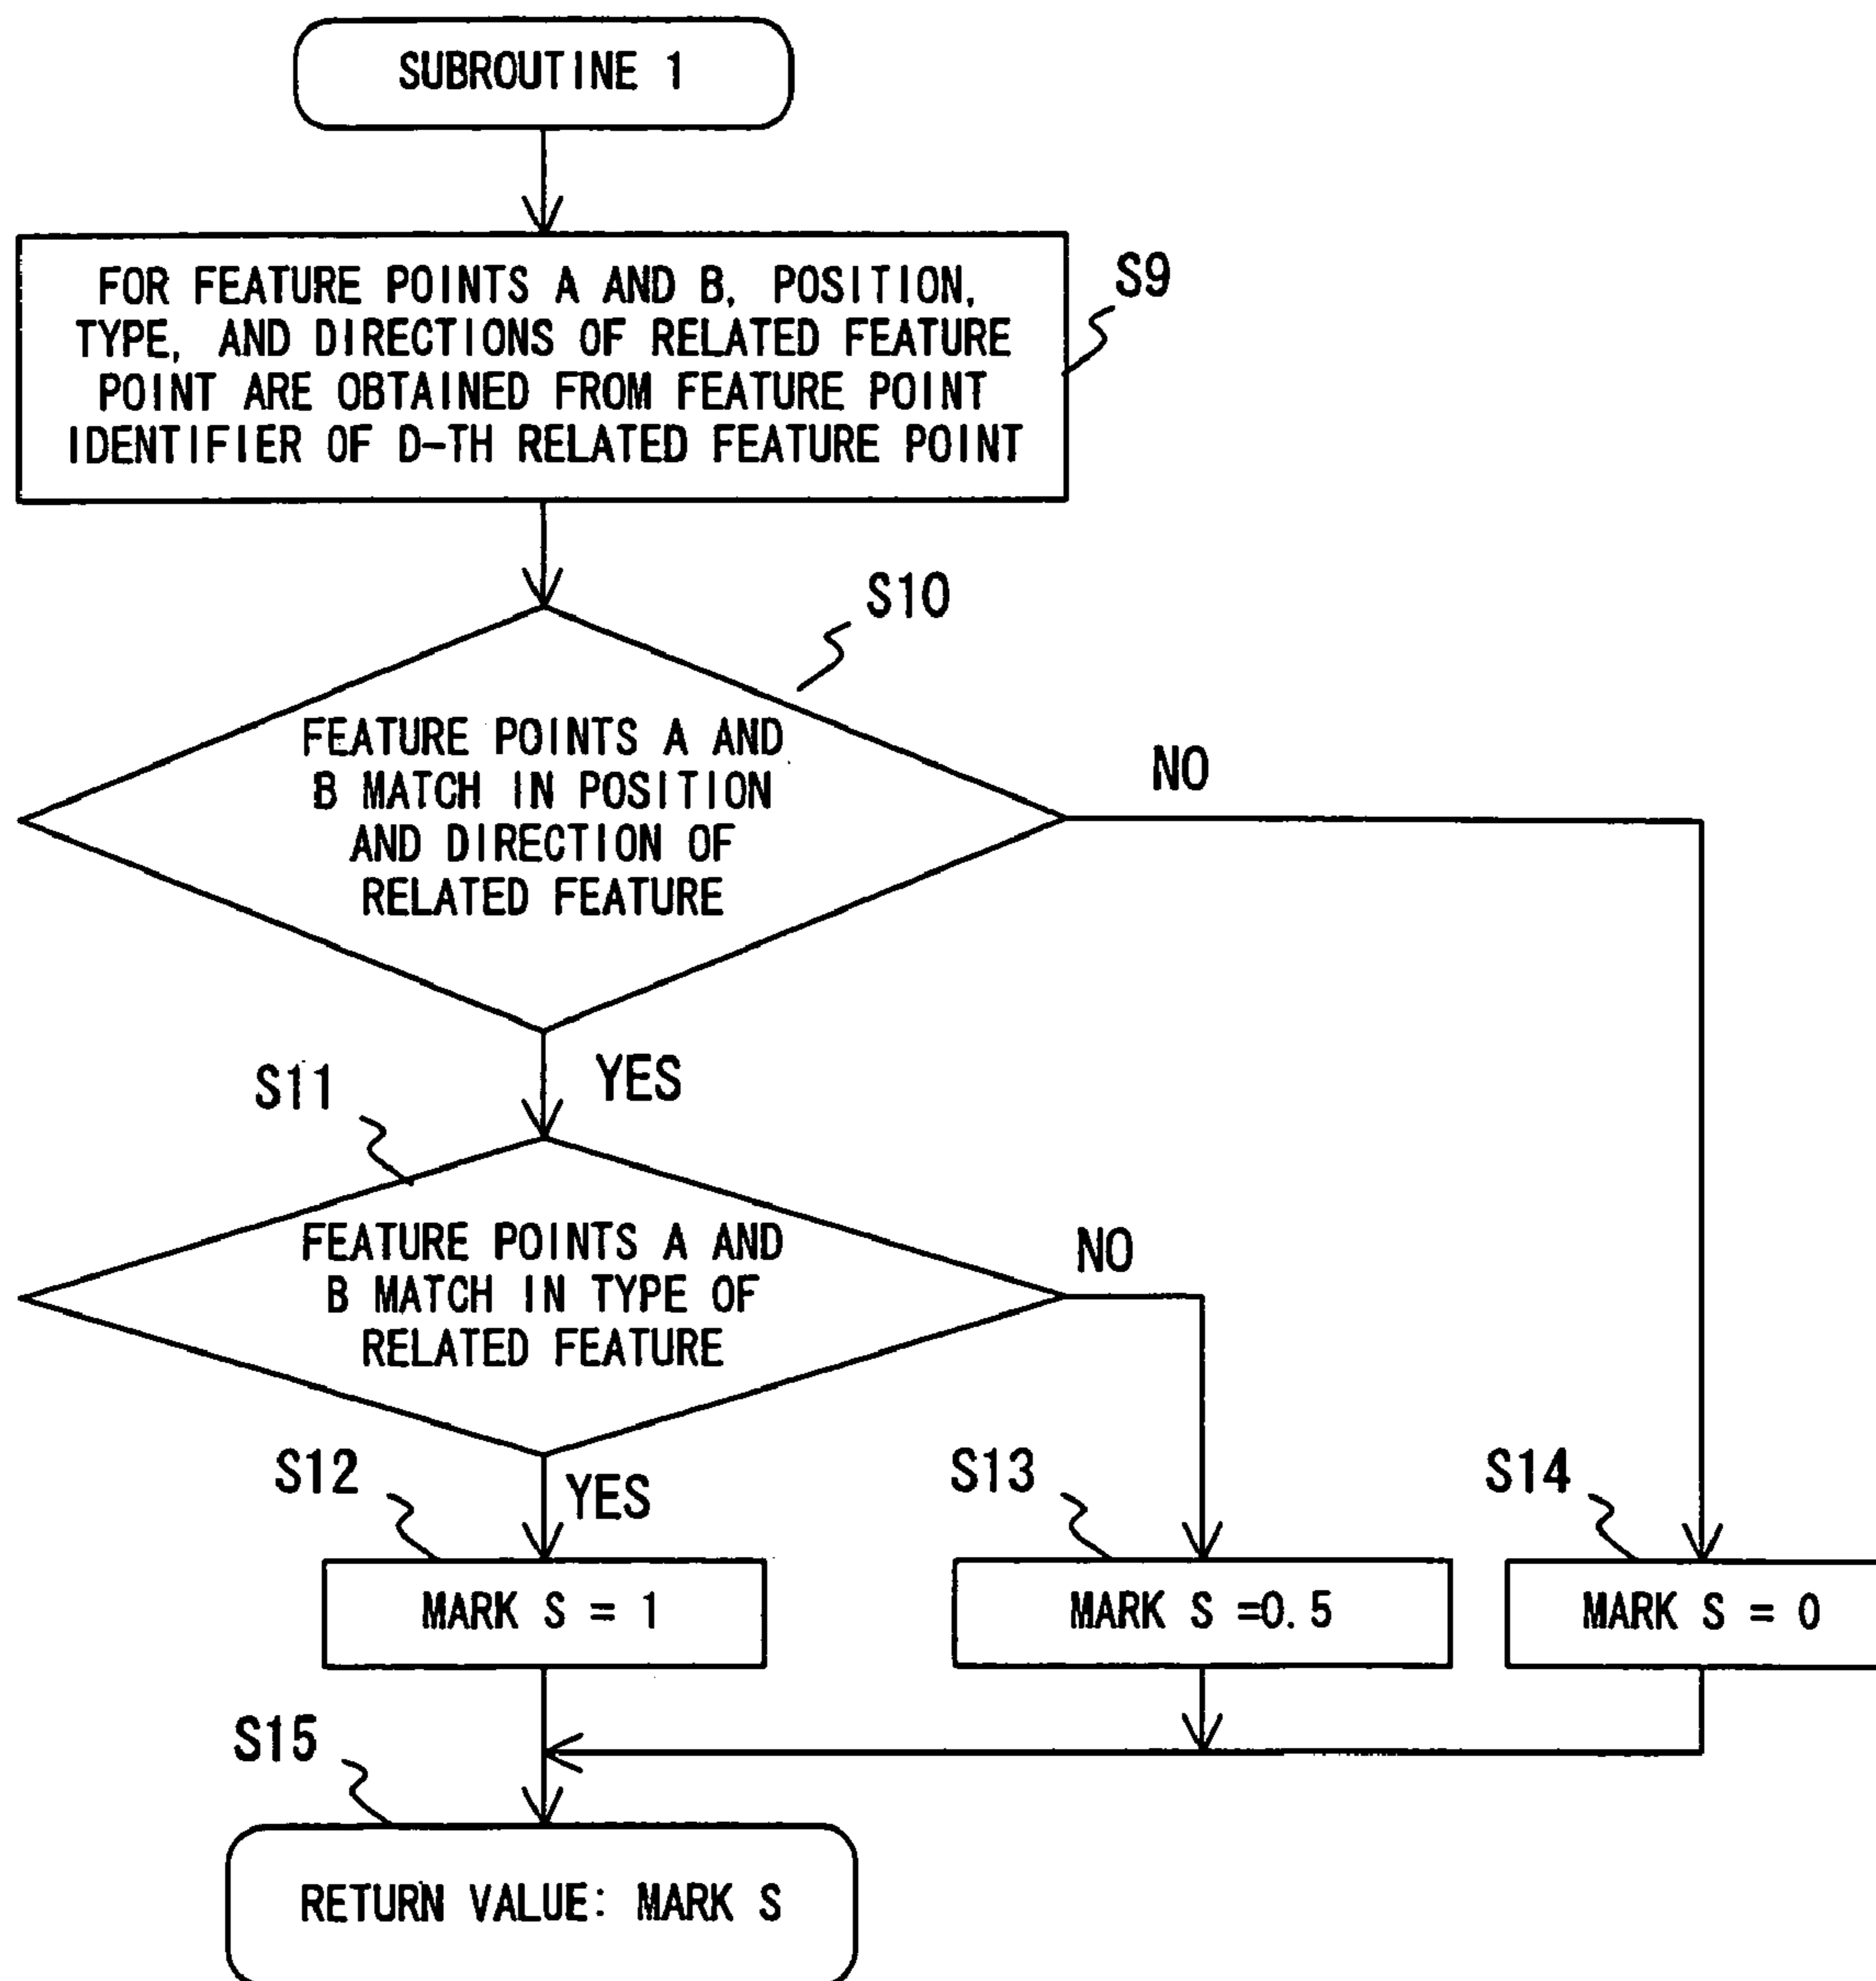 SUBROUTINE 1
FOR FEATURE POINTS A AND B, POSITION,
TYPE, AND DIRECTIONS OF RELATED FEATURE
POINT ARE OBTAINED FROM FEATURE POINT
IDENTIFIER OF D-TH RELATED FEATURE POINT
S9
S10
FEATURE POINTS A AND
B MATCH IN POSITION
AND DIRECTION OF
RELATED FEATURE
NO
YES
S11
FEATURE POINTS A AND
B MATCH IN TYPE OF
RELATED FEATURE
NO
YES
S12
MARK S = 1
S13
MARK S =0.5
S14
MARK S = 0
S15
RETURN VALUE: MARK S